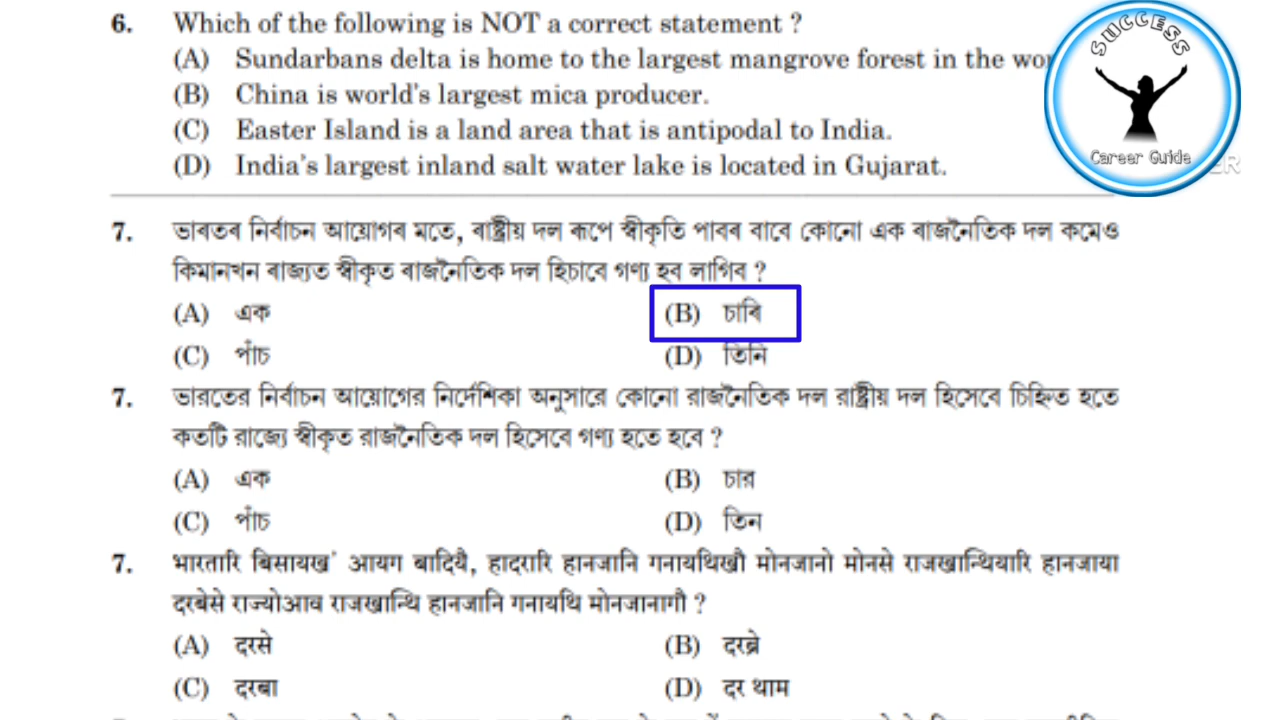 6. Which of the following is NOT a correct statement ?
(A) Sundarbans delta is home to the largest mangrove forest in the
(B) China is world's largest mica producer.
(C) Easter Island is a land area that is antipodal to India.
(D) India's largest inland salt water lake is located in Gujarat.
SUCCESS
Career Guide
7. ভাৰতৰ নিৰ্বাচন আয়োগৰ মতে, ৰাষ্ট্ৰীয় দল ৰূপে স্বীকৃতি পাবৰ বাবে কোনো এক ৰাজনৈতিক দল কমেও
কিমানখন ৰাজ্যত স্বীকৃত ৰাজনৈতিক দল হিচাবে গণ্য হব লাগিব ?
(A) এক (B) চাৰি
(C) পাঁচ (D) তিনি
7. ভারতের নির্বাচন আয়োগের নির্দেশিকা অনুসারে কোনো রাজনৈতিক দল রাষ্ট্রীয় দল হিসেবে চিহ্নিত হতে
কতটি রাজ্যে স্বীকৃত রাজনৈতিক দল হিসেবে গণ্য হতে হবে ?
(A) এক (B) চার
(C) পাঁচ (D) তিন
7. भारतारि बिसायख' आयग बादियै, हादरारि हानजानि गनायथिखौ मोनजानो मोनसे राजखान्थियारि हानजाया
दरबेसे राज्योआव राजखान्थि हानजानि गनायथि मोनजानागौ ?
(A) दरसे (B) दरब्रे
(C) दरबा (D) दर थाम